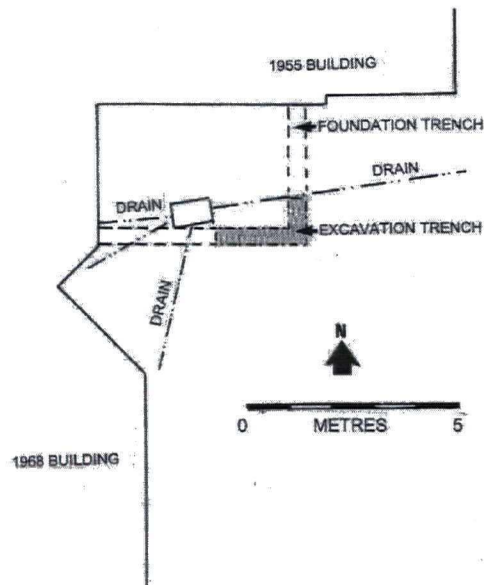 1955 BUILDING
FOUNDATION TRENCH
DRAIN
DRAIN
EXCAVATION TRENCH
DRAIN
N
0 METRES 5
1968 BUILDING